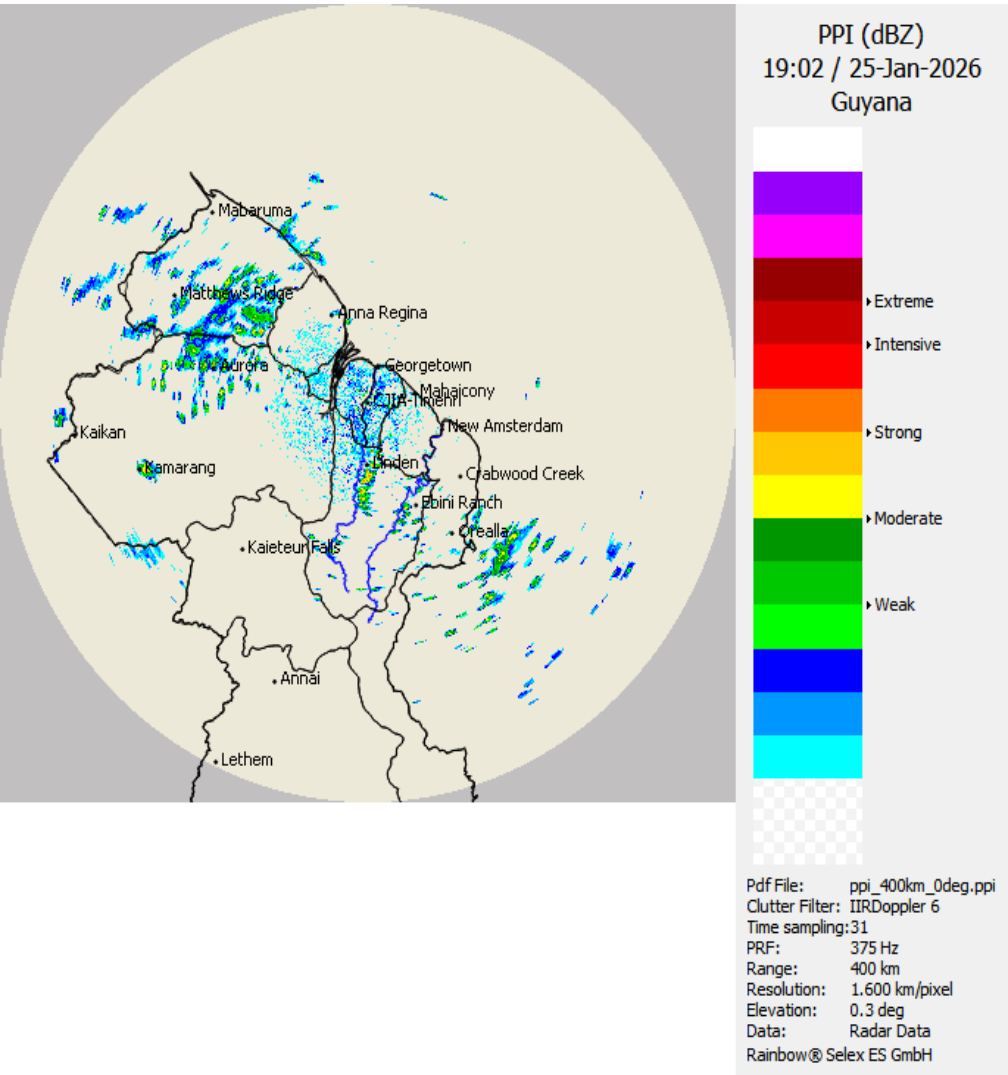 PPI (dBZ)
19:02 / 25-Jan-2026
Guyana
Mabaruma
Matthews Ridge
Anna Regina
Aurora
Georgetown
Mahaicony
CJIA-Timehri
New Amsterdam
Kaikan
Kamarang
Linden
Crabwood Creek
Ebini Ranch
Orealla
Kaieteur Falls
Annai
Lethem
Extreme
Intensive
Strong
Moderate
Weak
Pdf File: ppi_400km_0deg.ppi
Clutter Filter: IIRDoppler 6
Time sampling:31
PRF: 375 Hz
Range: 400 km
Resolution: 1.600 km/pixel
Elevation: 0.3 deg
Data: Radar Data
Rainbow® Selex ES GmbH